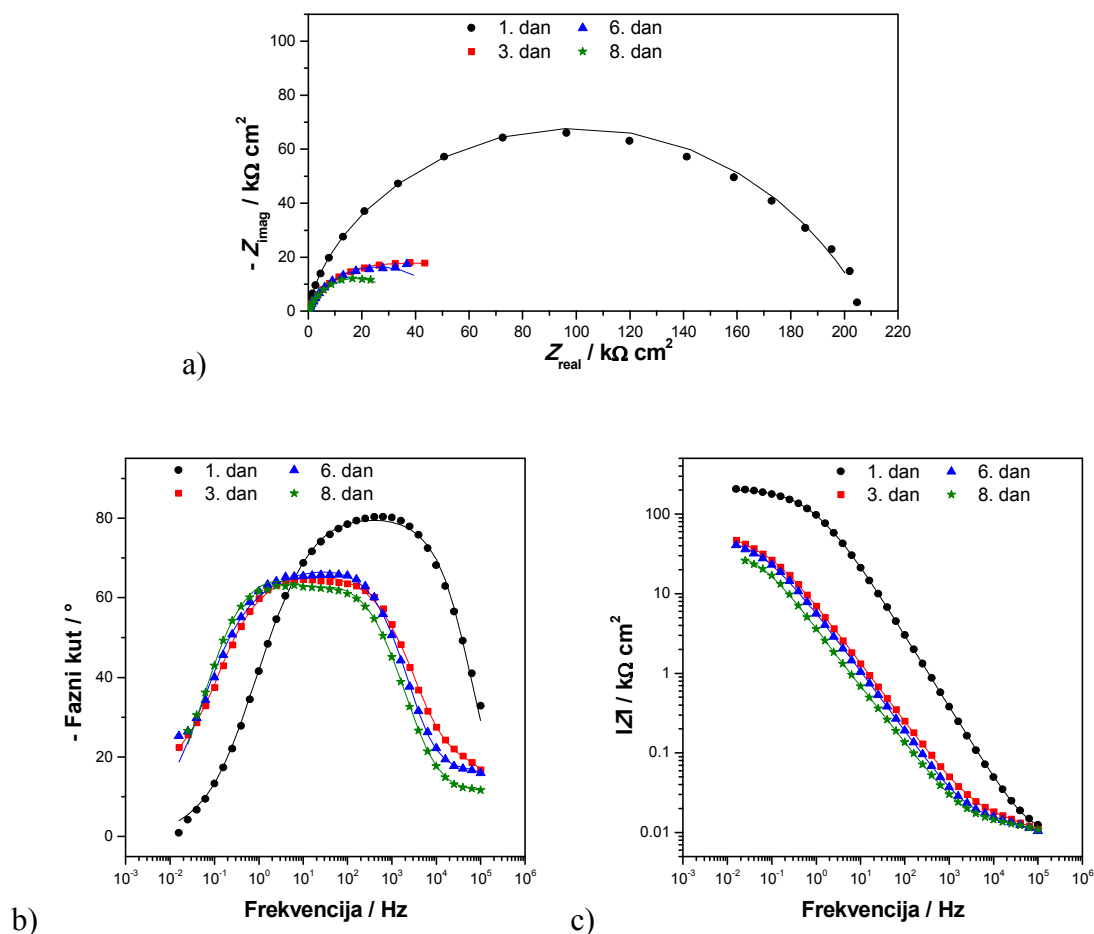 1. dan
6. dan
3. dan
8. dan
100
80
60
40
20
0
- Zimag / kΩ cm²
0 20 40 60 80 100 120 140 160 180 200 220
Zreal / kΩ cm²
a)
1. dan
6. dan
3. dan
8. dan
80
60
40
20
0
- Fazni kut / °
10⁻³ 10⁻² 10⁻¹ 10⁰ 10¹ 10² 10³ 10⁴ 10⁵ 10⁶
Frekvencija / Hz
b)
1. dan
6. dan
3. dan
8. dan
100
10
1
0.1
0.01
|Z| / kΩ cm²
10⁻³ 10⁻² 10⁻¹ 10⁰ 10¹ 10² 10³ 10⁴ 10⁵ 10⁶
Frekvencija / Hz
c)